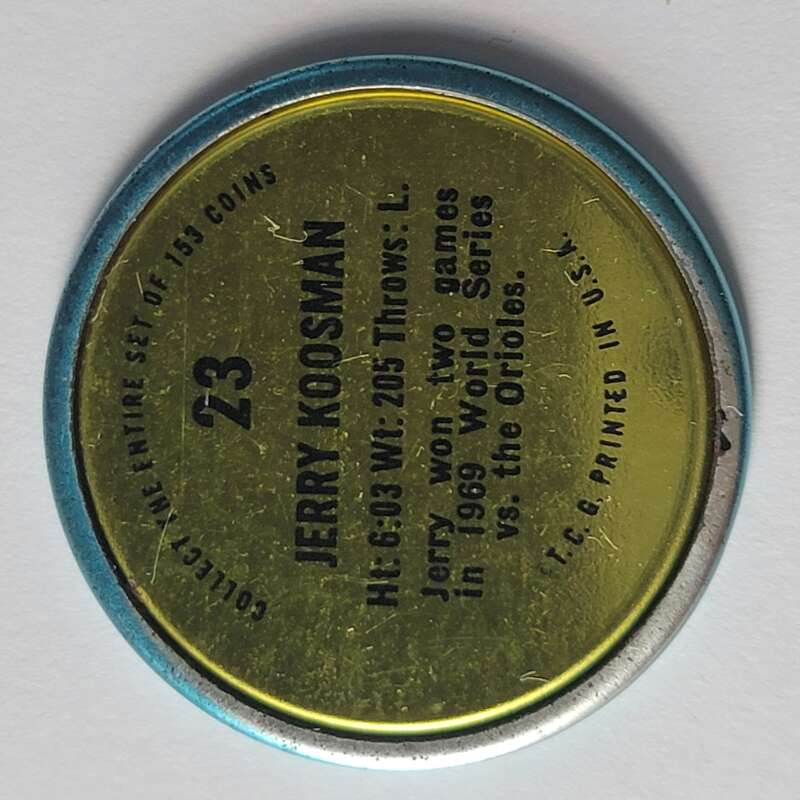 COLLECT THE ENTIRE SET OF 153 COINS
23
JERRY KOOSMAN
Ht: 6:03 Wt: 205 Throws: L.
Jerry won two games
in 1969 World Series
vs. the Orioles.
T. C. G. PRINTED IN U.S.A.